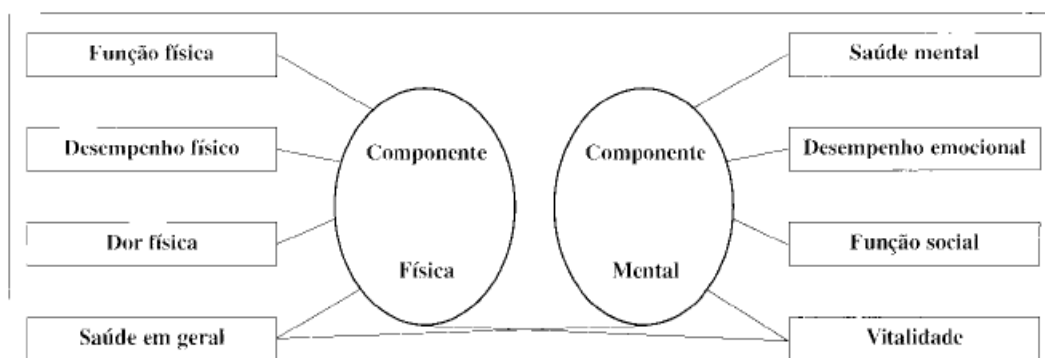 Função física
Saúde mental
Desempenho físico
Componente
Componente
Desempenho emocional
Dor física
Física
Mental
Função social
Saúde em geral
Vitalidade